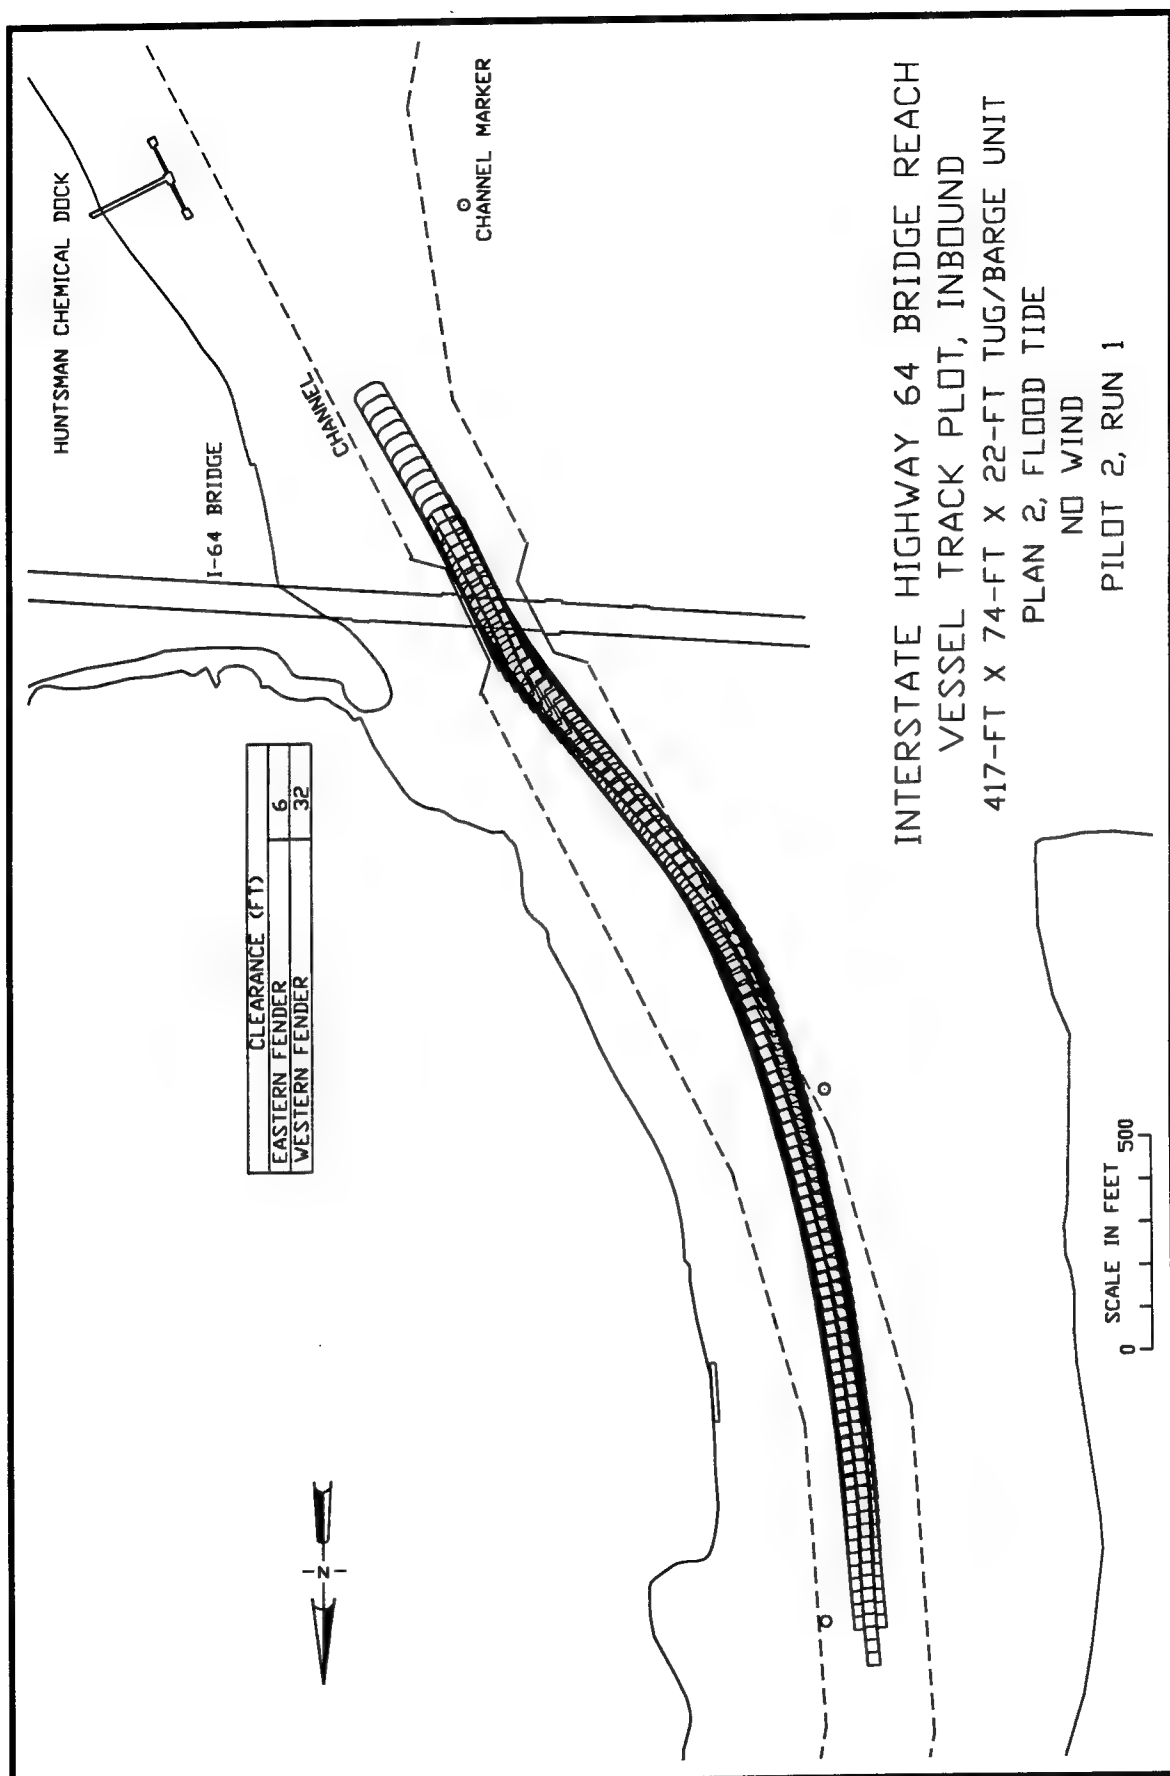 HUNTSMAN CHEMICAL DOCK
I-64 BRIDGE
CHANNEL
CHANNEL MARKER
CLEARANCE (FT)
EASTERN FENDER 6
WESTERN FENDER 32
-N-
SCALE IN FEET
0 500
INTERSTATE HIGHWAY 64 BRIDGE REACH
VESSEL TRACK PLOT, INBOUND
417-FT X 74-FT X 22-FT TUG/BARGE UNIT
PLAN 2, FLOOD TIDE
NO WIND
PILOT 2, RUN 1